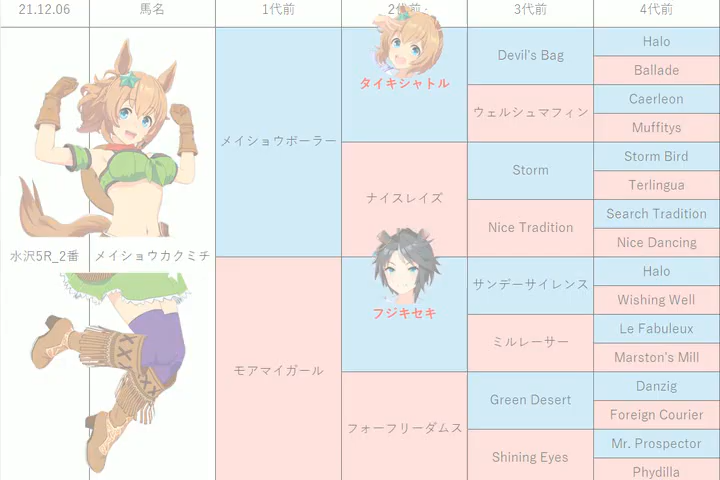 21.12.06 馬名 1代前 2代前 3代前 4代前
水沢5R_2番 メイショウカクミチ
メイショウボーラー
モアマイガール
タイキシャトル
ナイスレイズ
フジキセキ
フォーフリーダムス
Devil's Bag
ウェルシュマフィン
Storm
Nice Tradition
サンデーサイレンス
ミルレーサー
Green Desert
Shining Eyes
Halo
Ballade
Caerleon
Muffitys
Storm Bird
Terlingua
Search Tradition
Nice Dancing
Halo
Wishing Well
Le Fabuleux
Marston's Mill
Danzig
Foreign Courier
Mr. Prospector
Phydilla